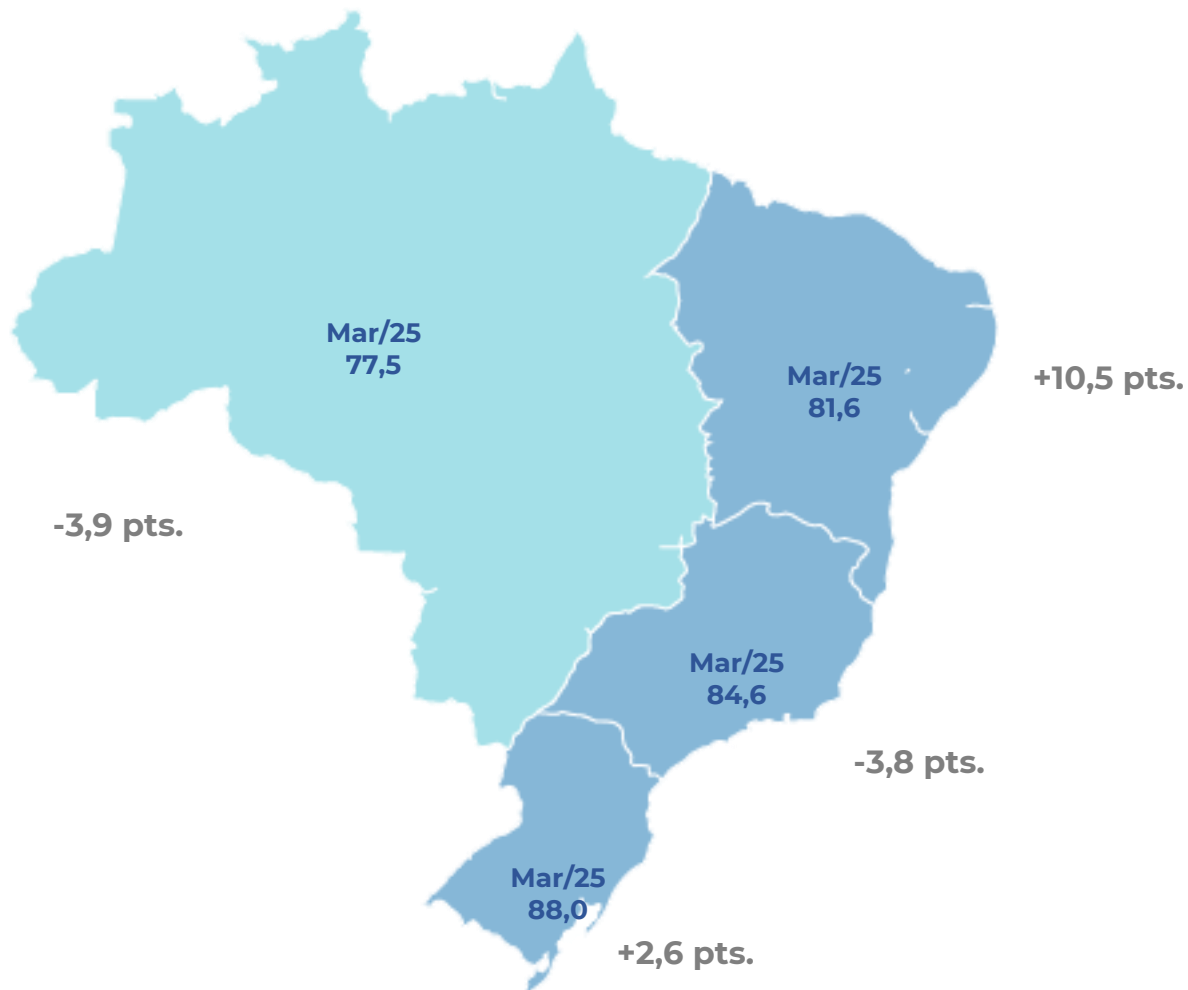 Mar/25
77,5
Mar/25
81,6
+10,5 pts.
-3,9 pts.
Mar/25
84,6
-3,8 pts.
Mar/25
88,0
+2,6 pts.